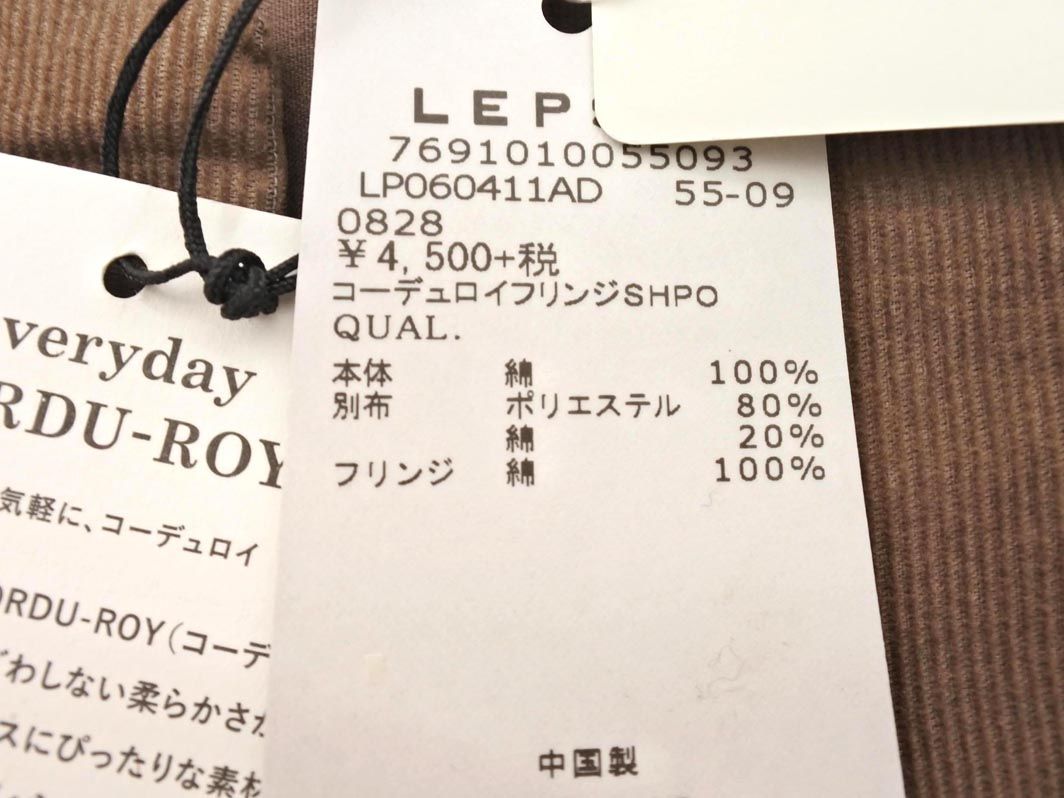 LEP
7691010055093
LP060411AD 55-09
0828
¥4,500+税
コーデュロイフリンジSHPO
QUAL.
本体 綿 100%
別布 ポリエステル 80%
綿 20%
フリンジ 綿 100%
中国製
veryday
RDU-ROY
気軽に、コーデュロイ
ORDU-ROY(コーデ
ごわしない柔らかさ
スにぴったりな素材